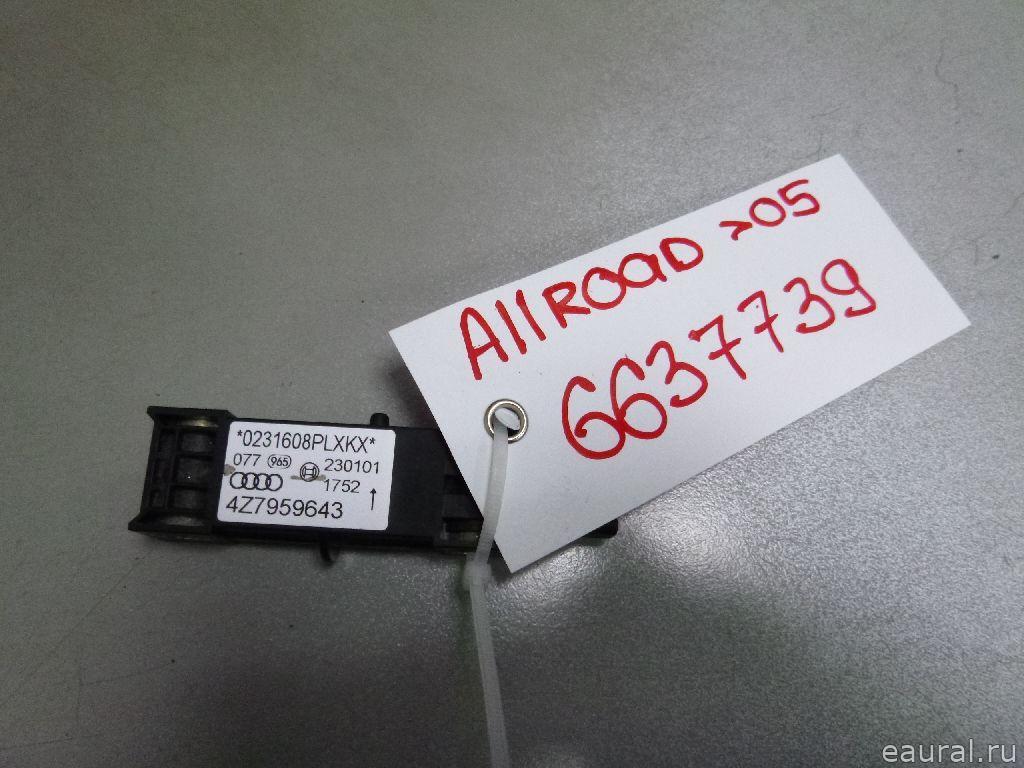 Allroad >05
6637739
*0231608PLXKX*
077 965 230101
1752
4Z7959643
eaural.ru